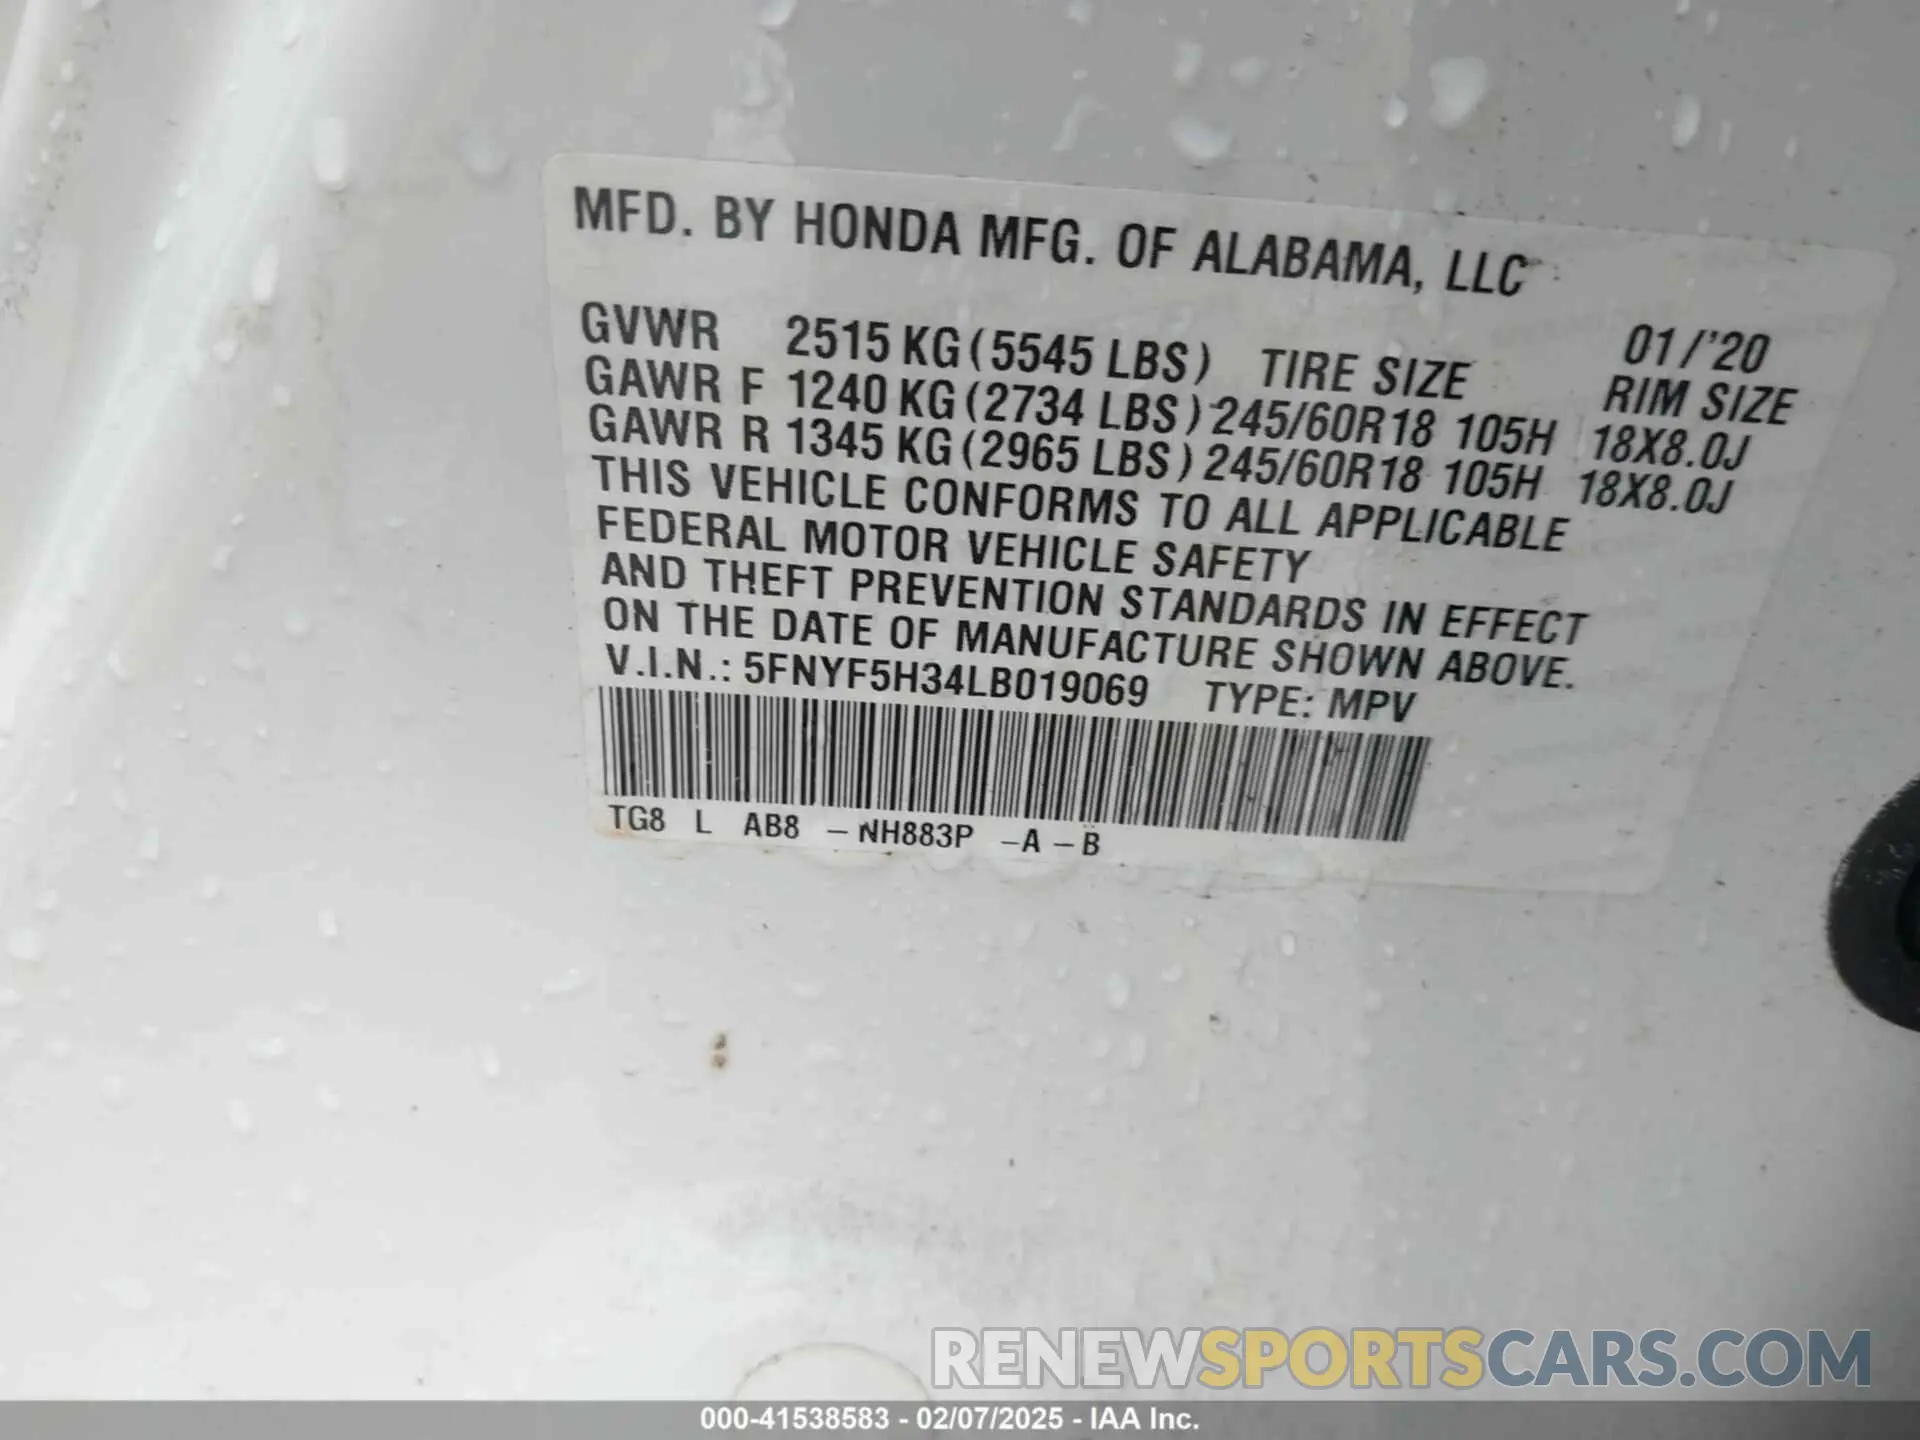 MFD. BY HONDA MFG. OF ALABAMA, LLC
01/'20
GVWR 2515 KG (5545 LBS) TIRE SIZE RIM SIZE
GAWR F 1240 KG (2734 LBS) 245/60R18 105H 18X8.0J
GAWR R 1345 KG (2965 LBS) 245/60R18 105H 18X8.0J
THIS VEHICLE CONFORMS TO ALL APPLICABLE
FEDERAL MOTOR VEHICLE SAFETY
AND THEFT PREVENTION STANDARDS IN EFFECT
ON THE DATE OF MANUFACTURE SHOWN ABOVE.
V.I.N.: 5FNYF5H34LB019069 TYPE: MPV
TG8 L AB8 – NH883P –A – B
RENEWSPORTSCARS.COM
000-41538583 - 02/07/2025 - IAA Inc.